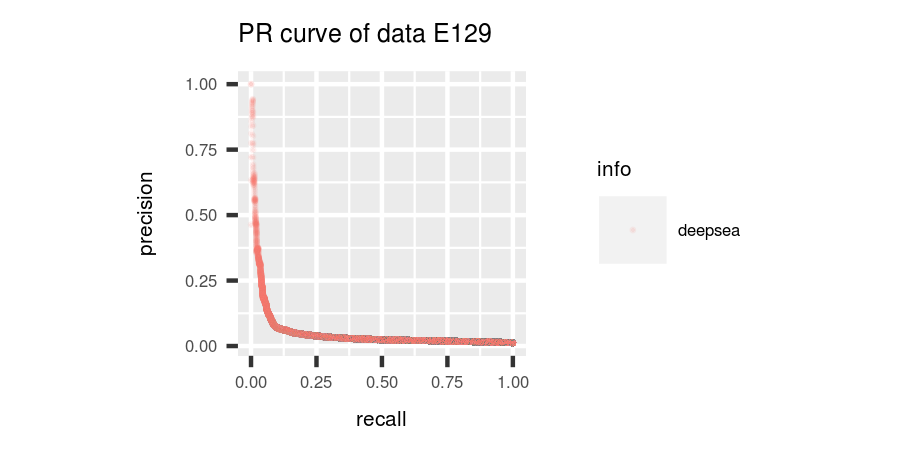 PR curve of data E129
1.00
0.75
0.50
0.25
0.00
precision
0.00 0.25 0.50 0.75 1.00
recall
info
deepsea